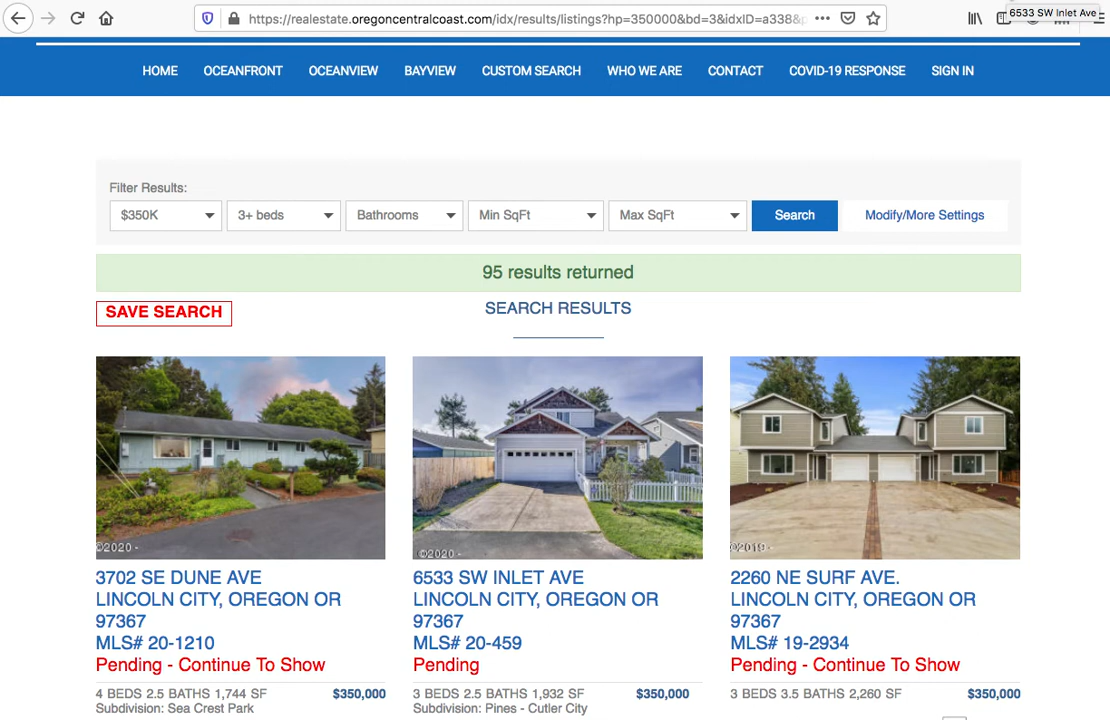 https://realestate.oregoncentralcoast.com/idx/results/listings?hp=350000&bd=3&idxID=a338&
6533 SW Inlet Ave
HOME OCEANFRONT OCEANVIEW BAYVIEW CUSTOM SEARCH WHO WE ARE CONTACT COVID-19 RESPONSE SIGN IN
Filter Results:
$350K 3+ beds Bathrooms Min SqFt Max SqFt Search Modify/More Settings
95 results returned
SAVE SEARCH
SEARCH RESULTS
©2020 -
©2020 -
©2019 -
3702 SE DUNE AVE
LINCOLN CITY, OREGON OR
97367
MLS# 20-1210
Pending - Continue To Show
4 BEDS 2.5 BATHS 1,744 SF $350,000
Subdivision: Sea Crest Park
6533 SW INLET AVE
LINCOLN CITY, OREGON OR
97367
MLS# 20-459
Pending
3 BEDS 2.5 BATHS 1,932 SF $350,000
Subdivision: Pines - Cutler City
2260 NE SURF AVE.
LINCOLN CITY, OREGON OR
97367
MLS# 19-2934
Pending - Continue To Show
3 BEDS 3.5 BATHS 2,260 SF $350,000